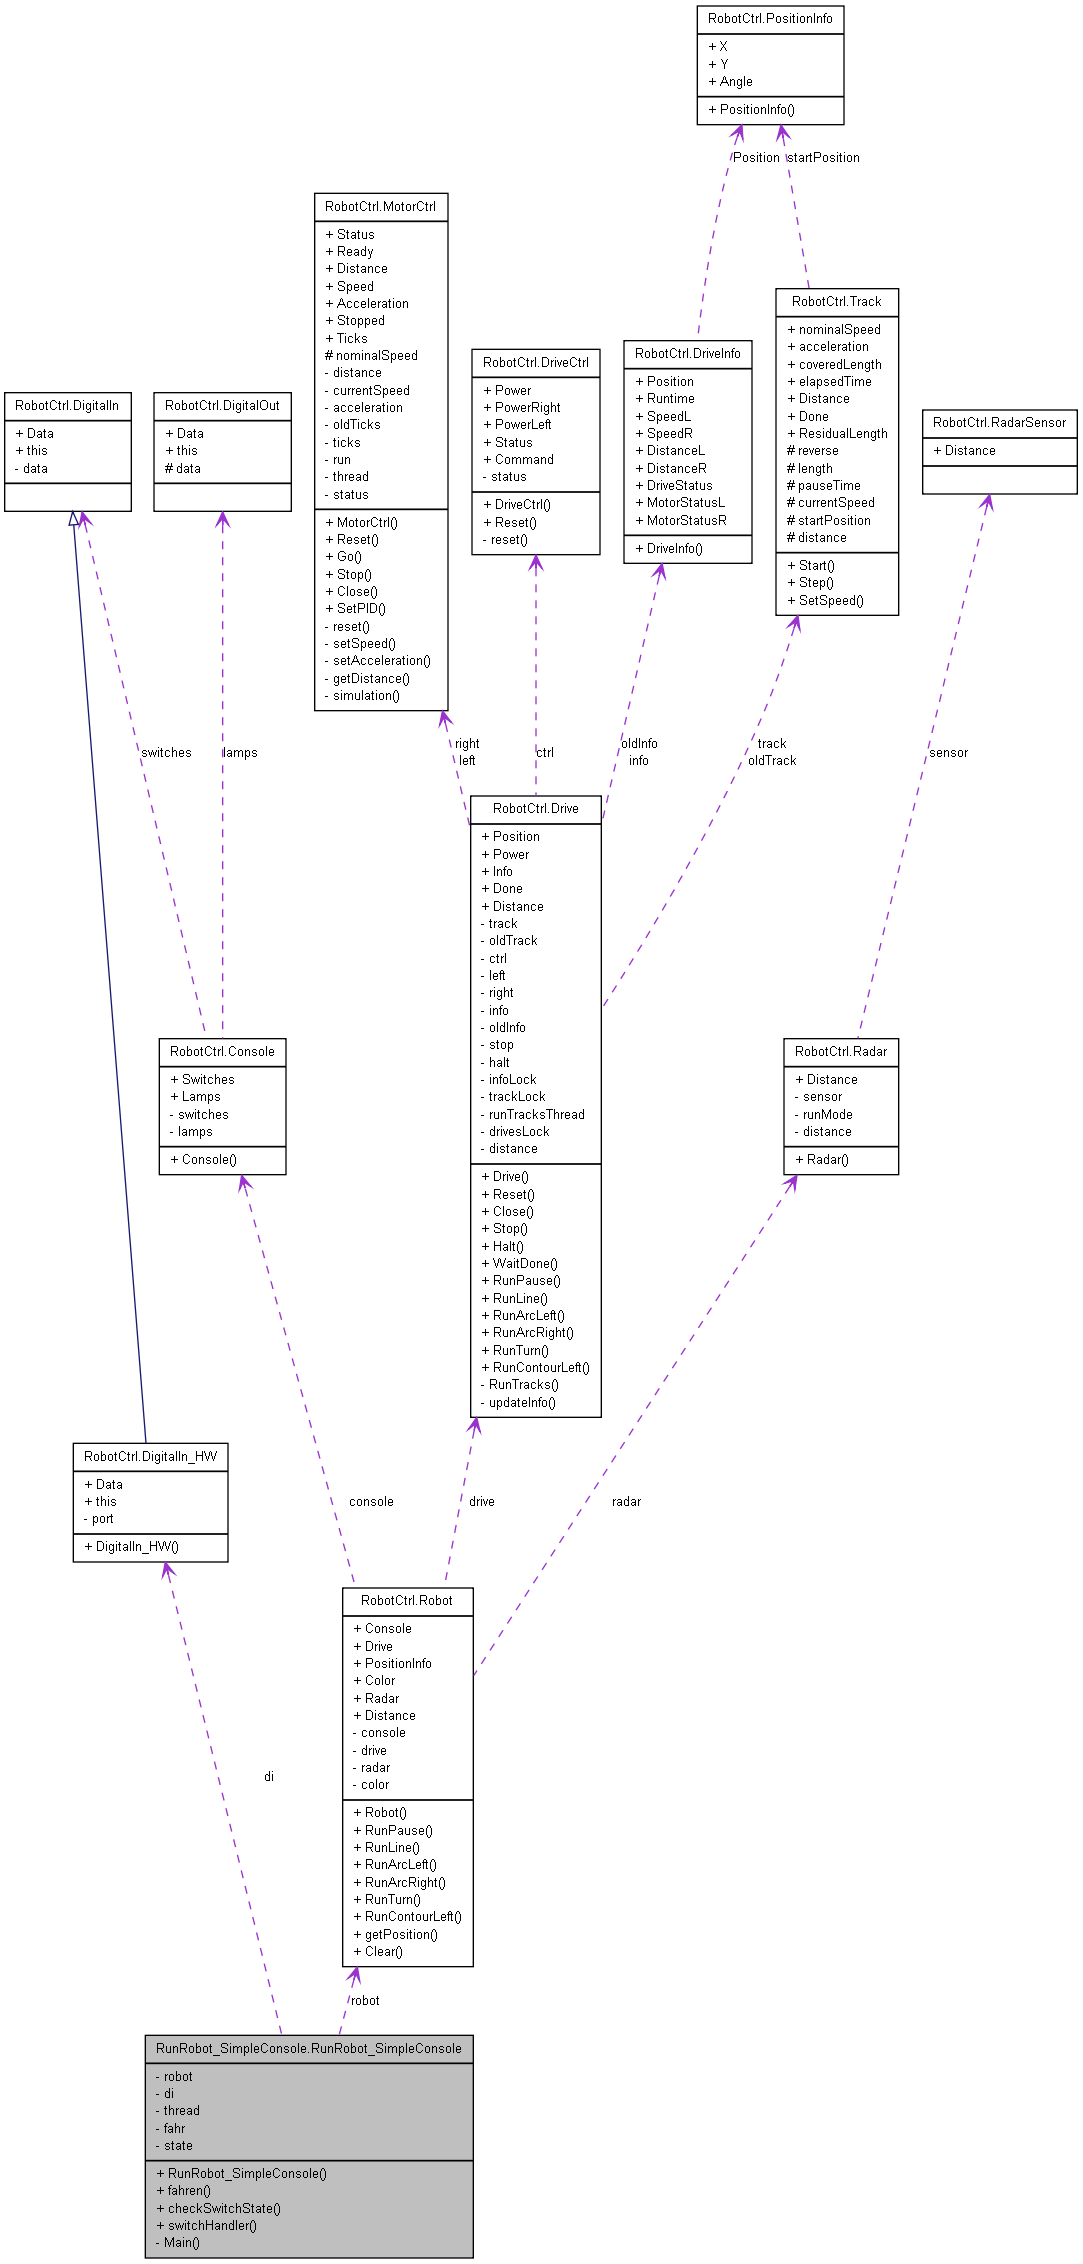 RobotCtrl.PositionInfo
+ X
+ Y
+ Angle
+ PositionInfo()
Position
startPosition
RobotCtrl.MotorCtrl
+ Status
+ Ready
+ Distance
+ Speed
+ Acceleration
+ Stopped
+ Ticks
# nominalSpeed
- distance
- currentSpeed
- acceleration
- oldTicks
- ticks
- run
- thread
- status
+ MotorCtrl()
+ Reset()
+ Go()
+ Stop()
+ Close()
+ SetPID()
- reset()
- setSpeed()
- setAcceleration()
- getDistance()
- simulation()
RobotCtrl.Track
+ nominalSpeed
+ acceleration
+ coveredLength
+ elapsedTime
+ Distance
+ Done
+ ResidualLength
# reverse
# length
# pauseTime
# currentSpeed
# startPosition
# distance
+ Start()
+ Step()
+ SetSpeed()
RobotCtrl.DriveInfo
+ Position
+ Runtime
+ SpeedL
+ SpeedR
+ DistanceL
+ DistanceR
+ DriveStatus
+ MotorStatusL
+ MotorStatusR
+ DriveInfo()
RobotCtrl.DriveCtrl
+ Power
+ PowerRight
+ PowerLeft
+ Status
+ Command
- status
+ DriveCtrl()
+ Reset()
- reset()
RobotCtrl.DigitalIn
+ Data
+ this
- data
RobotCtrl.DigitalOut
+ Data
+ this
# data
RobotCtrl.RadarSensor
+ Distance
switches
lamps
right
left
ctrl
oldInfo
info
track
oldTrack
sensor
RobotCtrl.Drive
+ Position
+ Power
+ Info
+ Done
+ Distance
- track
- oldTrack
- ctrl
- left
- right
- info
- oldInfo
- stop
- halt
- infoLock
- trackLock
- runTracksThread
- drivesLock
- distance
+ Drive()
+ Reset()
+ Close()
+ Stop()
+ Halt()
+ WaitDone()
+ RunPause()
+ RunLine()
+ RunArcLeft()
+ RunArcRight()
+ RunTurn()
+ RunContourLeft()
- RunTracks()
- updateInfo()
RobotCtrl.Console
+ Switches
+ Lamps
- switches
- lamps
+ Console()
RobotCtrl.Radar
+ Distance
- sensor
- runMode
- distance
+ Radar()
RobotCtrl.DigitalIn_HW
+ Data
+ this
- port
+ DigitalIn_HW()
console
drive
radar
RobotCtrl.Robot
+ Console
+ Drive
+ PositionInfo
+ Color
+ Radar
+ Distance
- console
- drive
- radar
- color
+ Robot()
+ RunPause()
+ RunLine()
+ RunArcLeft()
+ RunArcRight()
+ RunTurn()
+ RunContourLeft()
+ getPosition()
+ Clear()
di
robot
RunRobot_SimpleConsole.RunRobot_SimpleConsole
- robot
- di
- thread
- fahr
- state
+ RunRobot_SimpleConsole()
+ fahren()
+ checkSwitchState()
+ switchHandler()
- Main()